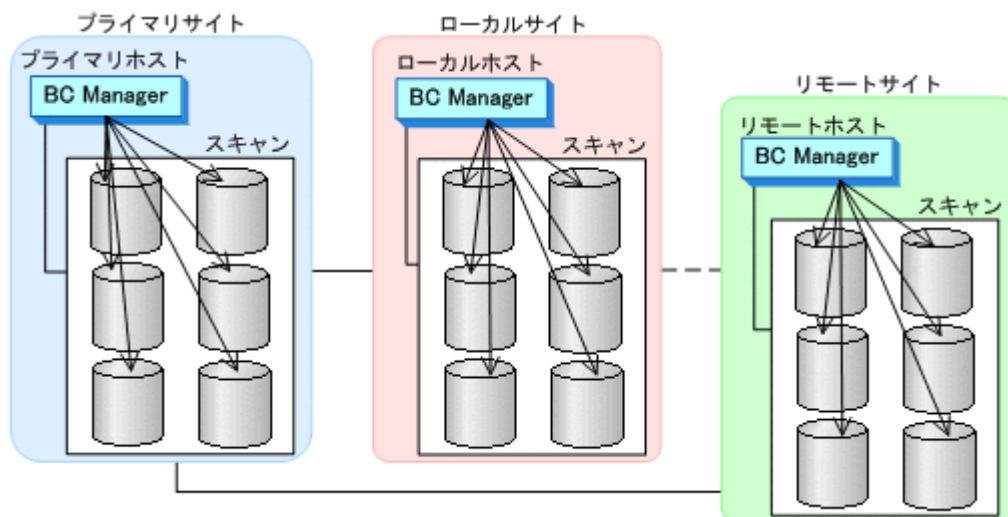 プライマリサイト
プライマリホスト
BC Manager
スキャン
ローカルサイト
ローカルホスト
BC Manager
スキャン
リモートサイト
リモートホスト
BC Manager
スキャン